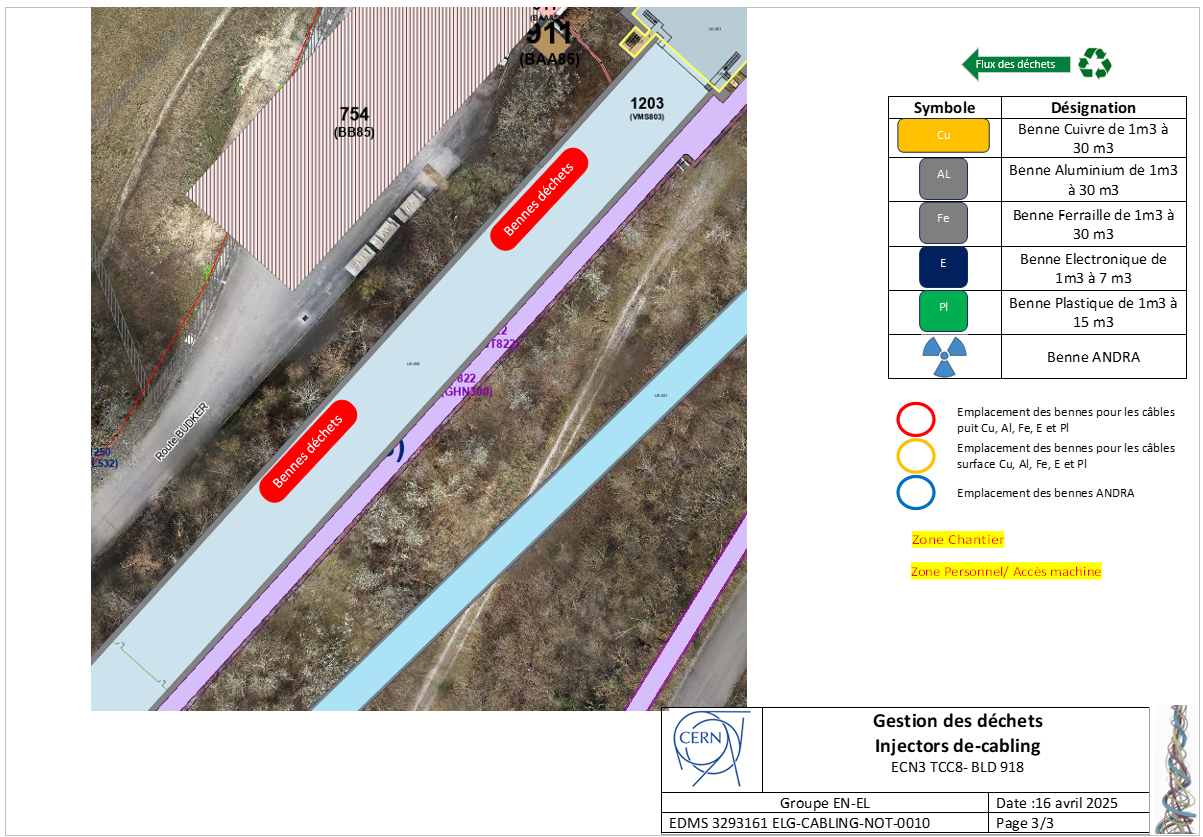 911
(BAA85)
754
(BB85)
1203
(VMS803)
Bennes déchets
822
(GHN300)
Bennes déchets
Route BUDKER
Flux des déchets
Symbole Désignation
Cu Benne Cuivre de 1m3 à
30 m3
AL Benne Aluminium de 1m3
à 30 m3
Fe Benne Ferraille de 1m3 à
30 m3
E Benne Electronique de
1m3 à 7 m3
Pl Benne Plastique de 1m3 à
15 m3
Benne ANDRA
Emplacement des bennes pour les câbles
puit Cu, Al, Fe, E et Pl
Emplacement des bennes pour les câbles
surface Cu, Al, Fe, E et Pl
Emplacement des bennes ANDRA
Zone Chantier
Zone Personnel/ Accès machine
CERN
Gestion des déchets
Injectors de-cabling
ECN3 TCC8- BLD 918
Groupe EN-EL
Date :16 avril 2025
EDMS 3293161 ELG-CABLING-NOT-0010
Page 3/3